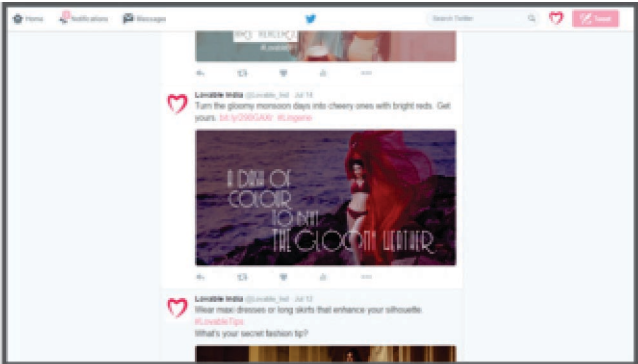 Home Notifications Messages Search Twitter Tweet
Lovable India @Lovable_Ind · Jul 14
Turn the gloomy monsoon days into cheery ones with bright reds. Get
yours. #Lingerie
A DASH OF
COLOUR
TO BEAT
THE GLOOMY WEATHER
Lovable India @Lovable_Ind · Jul 12
Wear maxi dresses or long skirts that enhance your silhouette.
#LovableTips
What's your secret fashion tip?